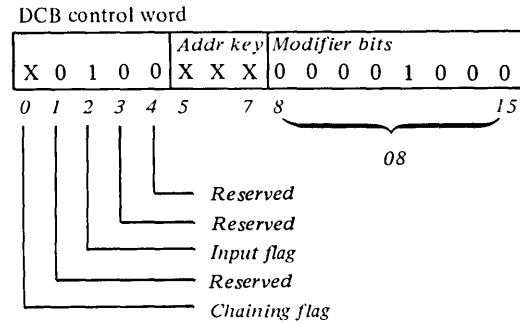 DCB control word
Addr key Modifier bits
X 0 1 0 0 X X X 0 0 0 0 1 0 0 0
0 1 2 3 4 5 7 8 15
08
Reserved
Reserved
Input flag
Reserved
Chaining flag